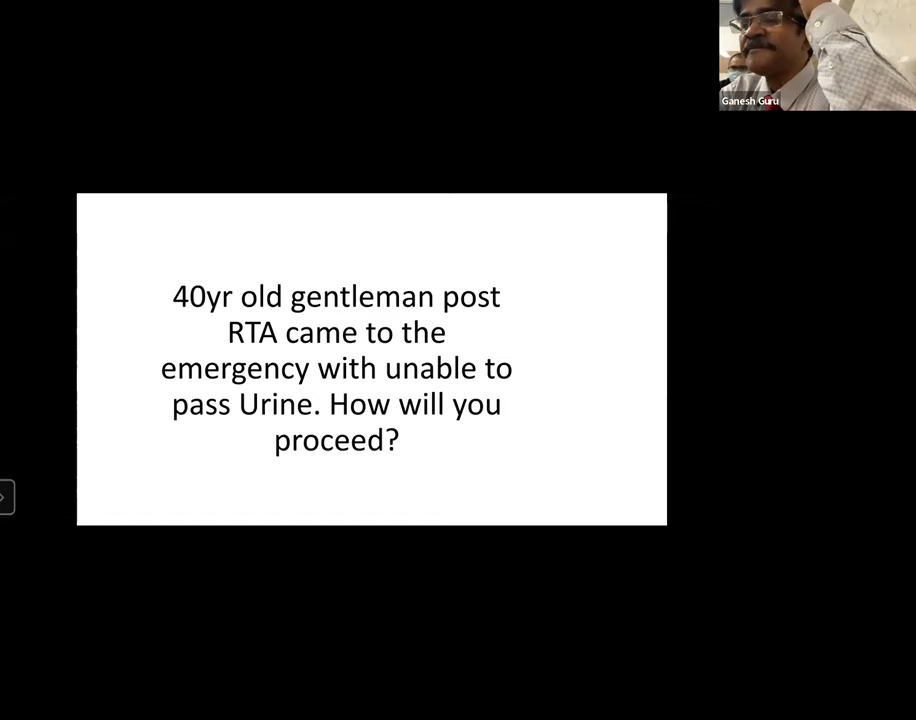 Ganesh Guru
40yr old gentleman post
RTA came to the
emergency with unable to
pass Urine. How will you
proceed?